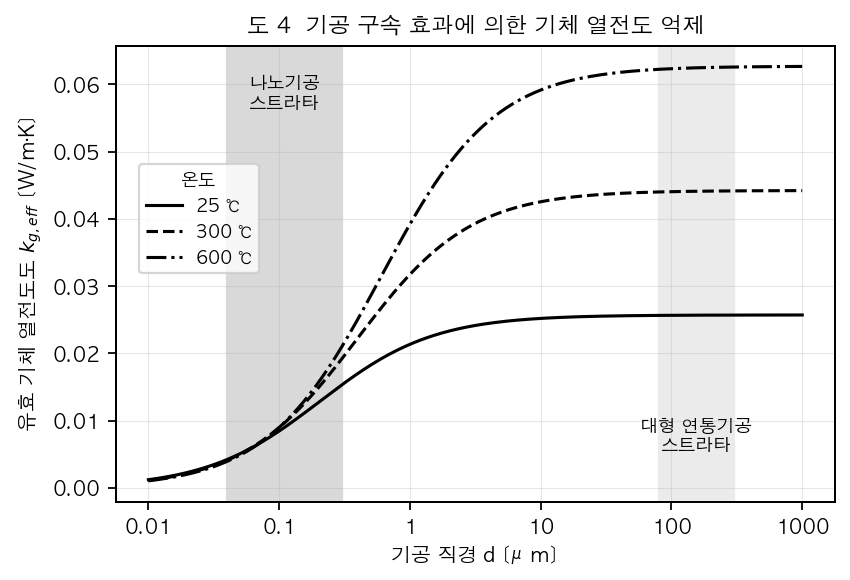 도 4 기공 구속 효과에 의한 기체 열전도 억제
나노기공
스트라타
온도
25 ℃
300 ℃
600 ℃
대형 연통기공
스트라타
유효 기체 열전도도 k_{g,eff} [W/m·K]
0.06
0.05
0.04
0.03
0.02
0.01
0.00
0.01 0.1 1 10 100 1000
기공 직경 d [μ m]